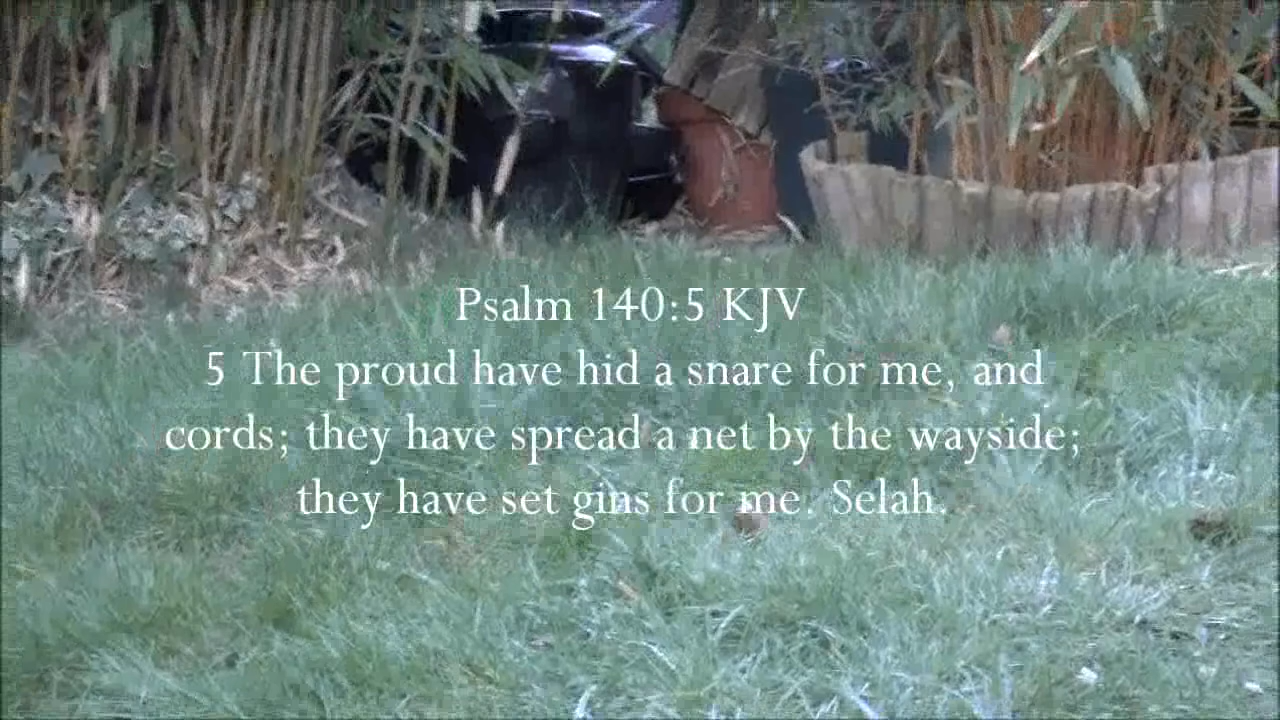 Psalm 140:5 KJV
5 The proud have hid a snare for me, and
cords; they have spread a net by the wayside;
they have set gins for me. Selah.